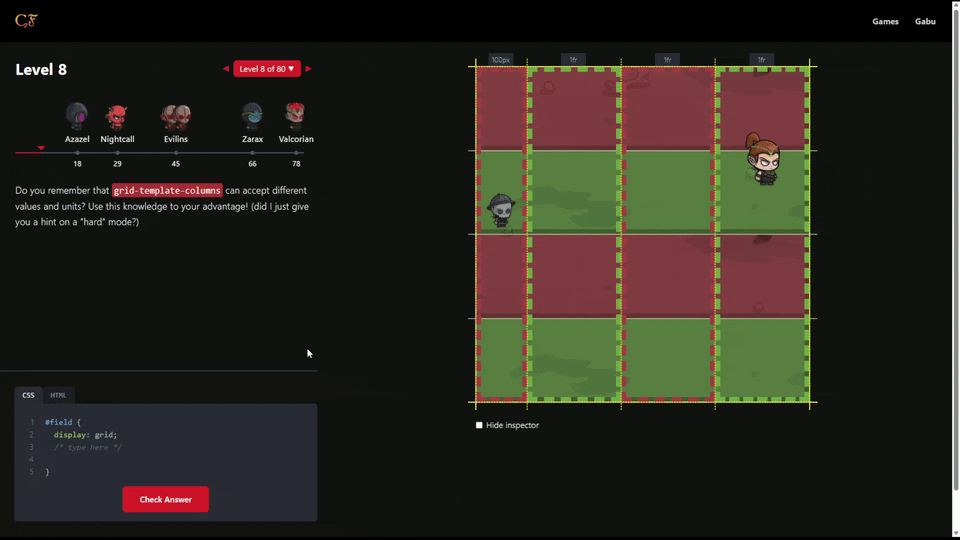 CF
Games Gabu
Level 8
Level 8 of 80 ▼
Azazel Nightcall Evilins Zarax Valcorian
18 29 45 66 78
Do you remember that grid-template-columns can accept different
values and units? Use this knowledge to your advantage! (did I just give
you a hint on a "hard" mode?)
100px 1fr 1fr 1fr
Hide inspector
CSS HTML
1 #field {
2 display: grid;
3 /* type here */
4
5 }
Check Answer